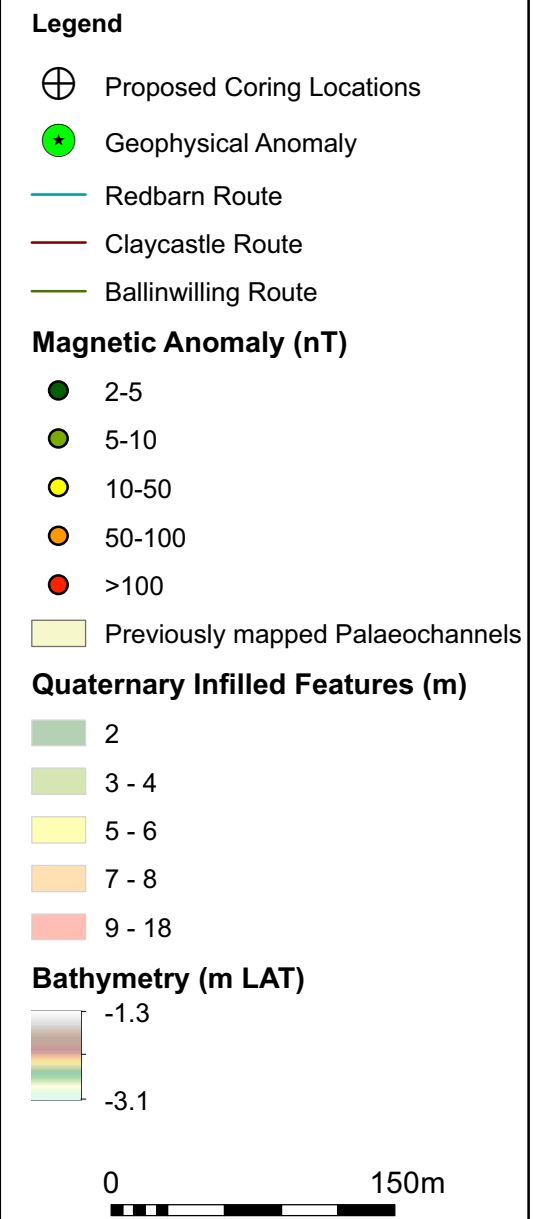 Legend
Proposed Coring Locations
Geophysical Anomaly
Redbarn Route
Claycastle Route
Ballinwilling Route
Magnetic Anomaly (nT)
2-5
5-10
10-50
50-100
>100
Previously mapped Palaeochannels
Quaternary Infilled Features (m)
2
3 - 4
5 - 6
7 - 8
9 - 18
Bathymetry (m LAT)
-1.3
-3.1
0 150m